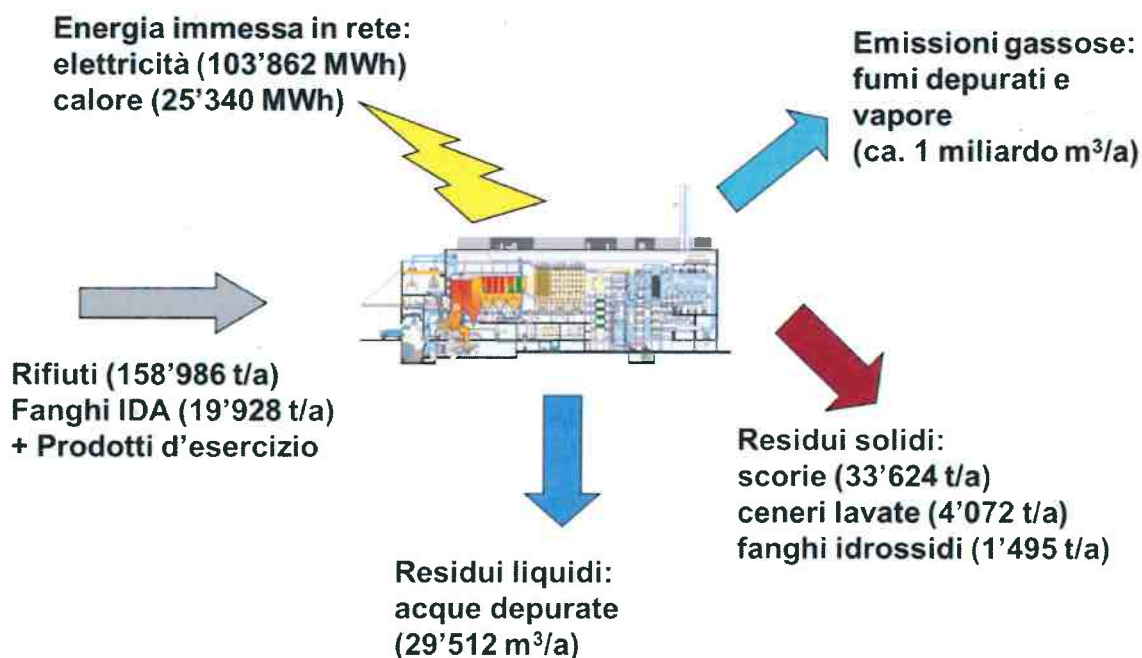 Energia immessa in rete:
elettricità (103’862 MWh)
calore (25’340 MWh)
Emissioni gassose:
fumi depurati e
vapore
(ca. 1 miliardo m³/a)
Rifiuti (158’986 t/a)
Fanghi IDA (19’928 t/a)
+ Prodotti d’esercizio
Residui solidi:
scorie (33’624 t/a)
ceneri lavate (4’072 t/a)
fanghi idrossidi (1’495 t/a)
Residui liquidi:
acque depurate
(29’512 m³/a)